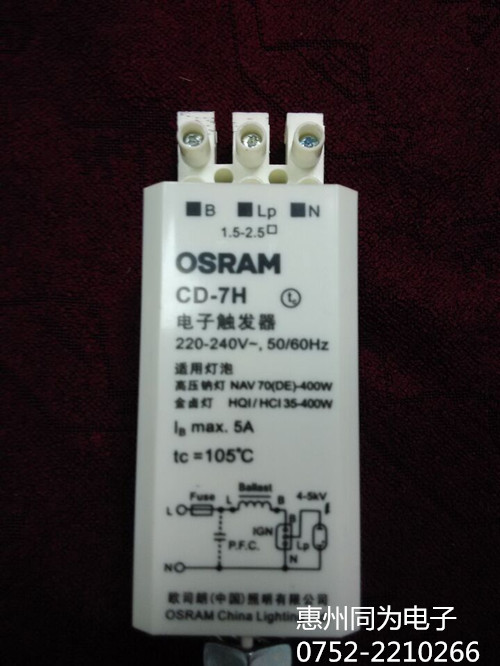 B Lp N
1.5-2.5□
OSRAM
CD-7H
电子触发器
220-240V~, 50/60Hz
适用灯泡
高压钠灯 NAV 70(DE)-400W
金卤灯 HQI/HCI 35-400W
IB max. 5A
tc =105℃
Ballast
4-5kV
Fuse
L
L
B
IGN
B
Lp
P.F.C.
N
N
欧司朗(中国)照明有限公司
OSRAM China Lighting
惠州同为电子
0752-2210266